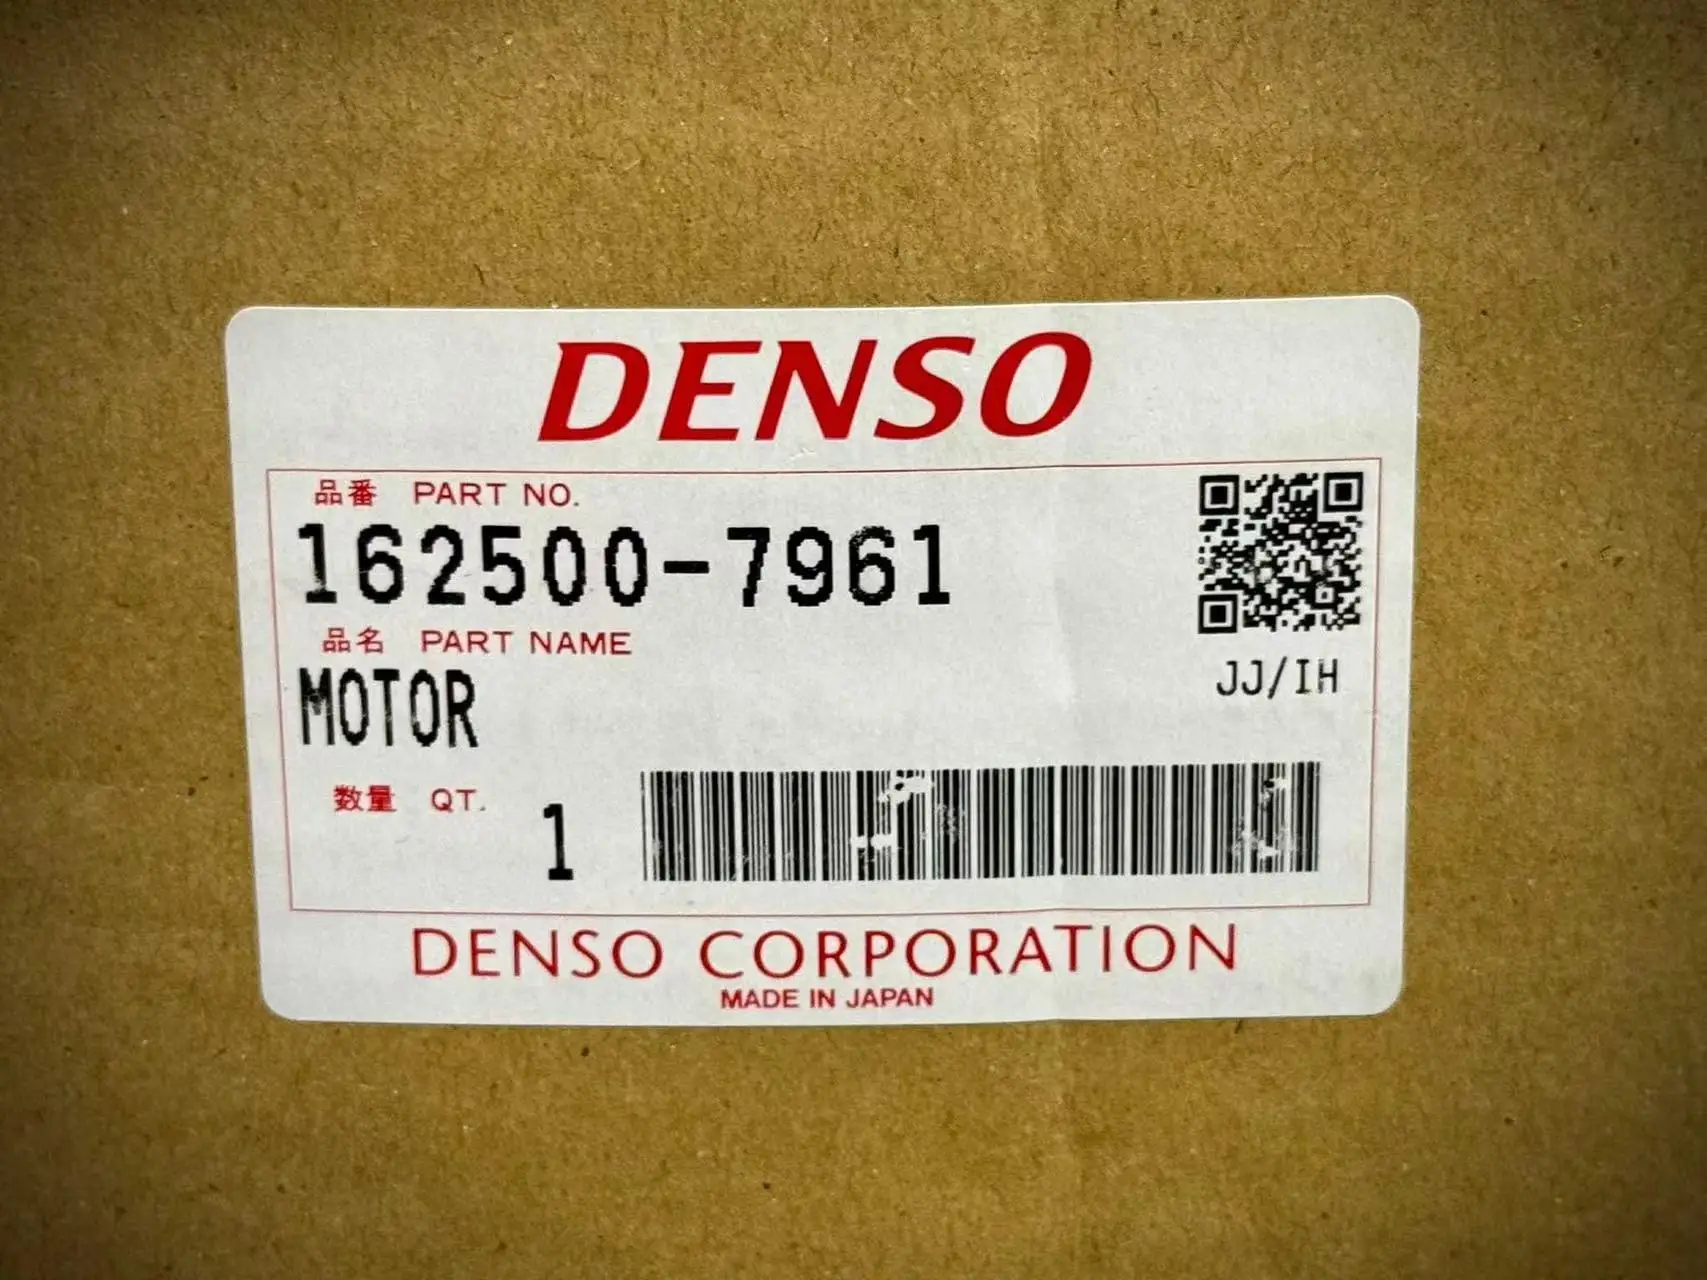 DENSO
品番 PART NO.
162500-7961
品名 PART NAME
MOTOR
JJ/IH
数量 QT.
1
DENSO CORPORATION
MADE IN JAPAN